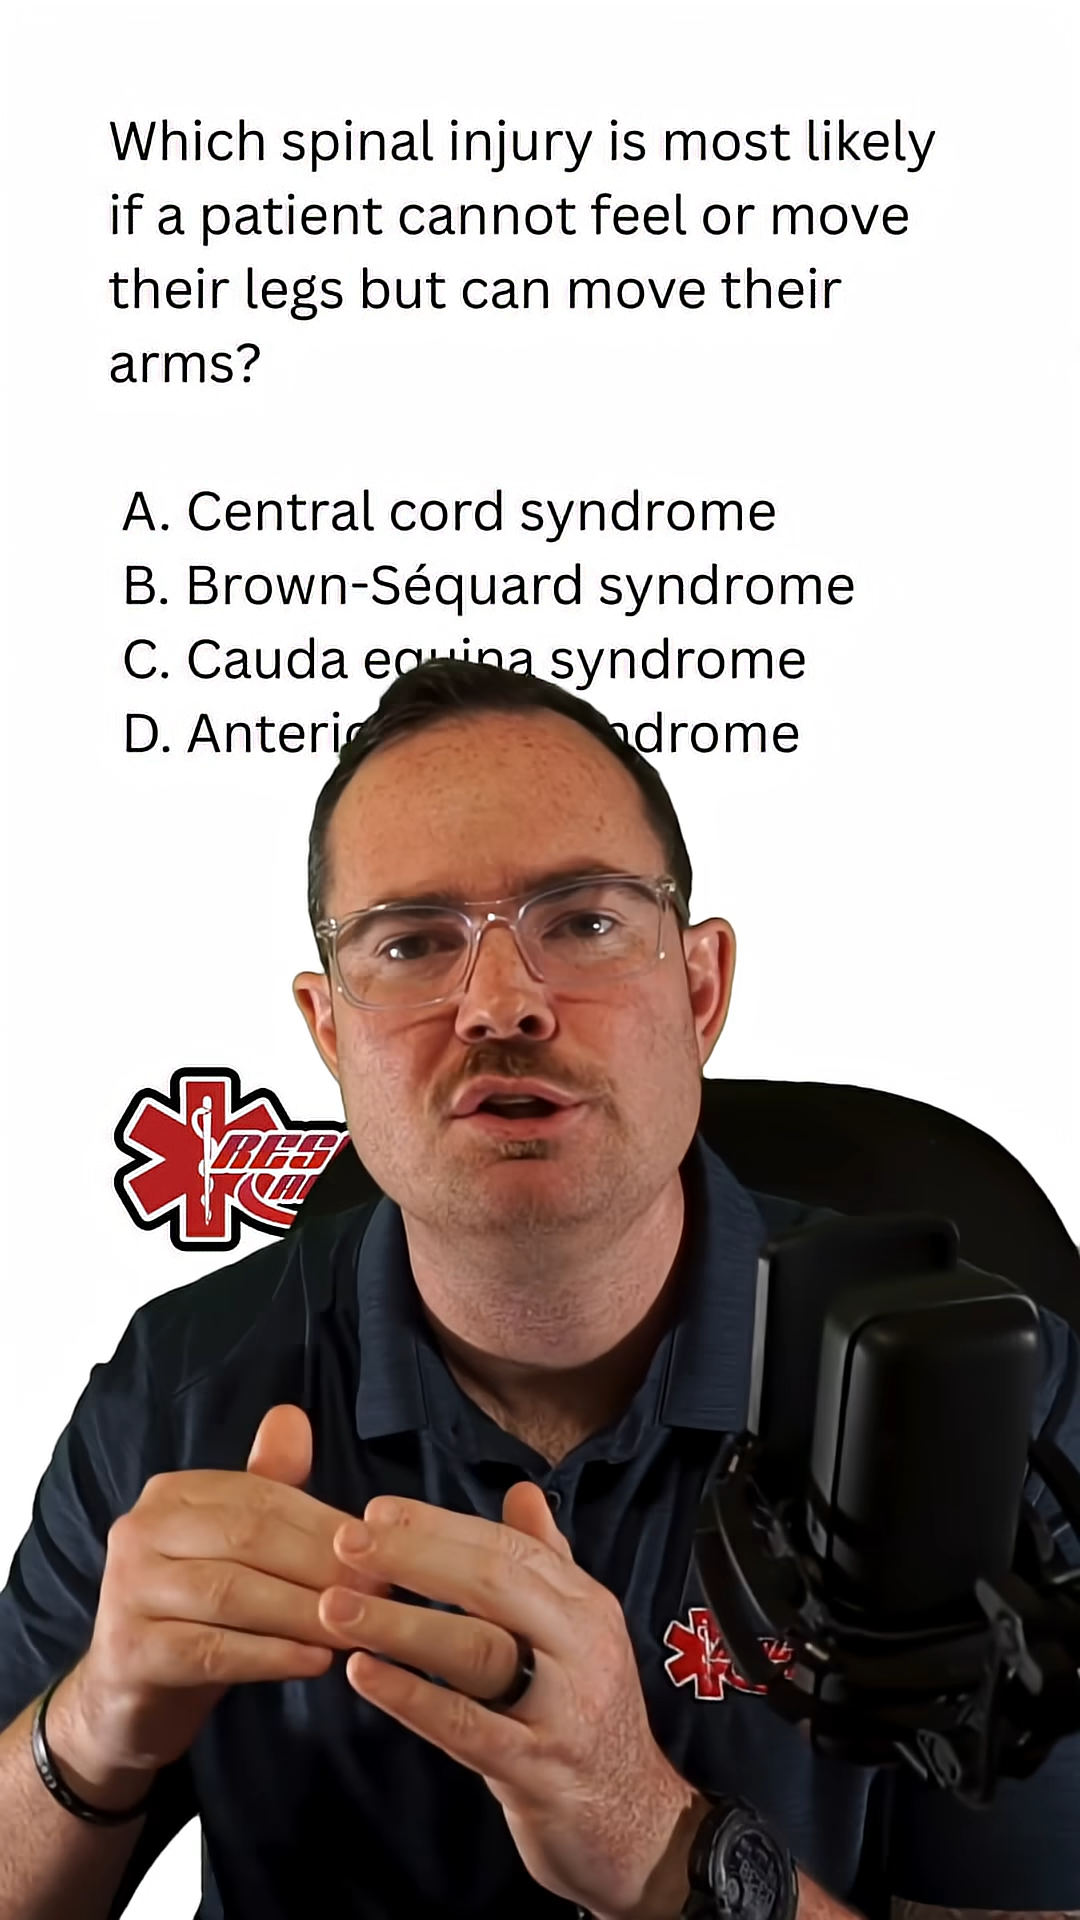 Which spinal injury is most likely
if a patient cannot feel or move
their legs but can move their
arms?
A. Central cord syndrome
B. Brown-Séquard syndrome
C. Cauda equina syndrome
D.